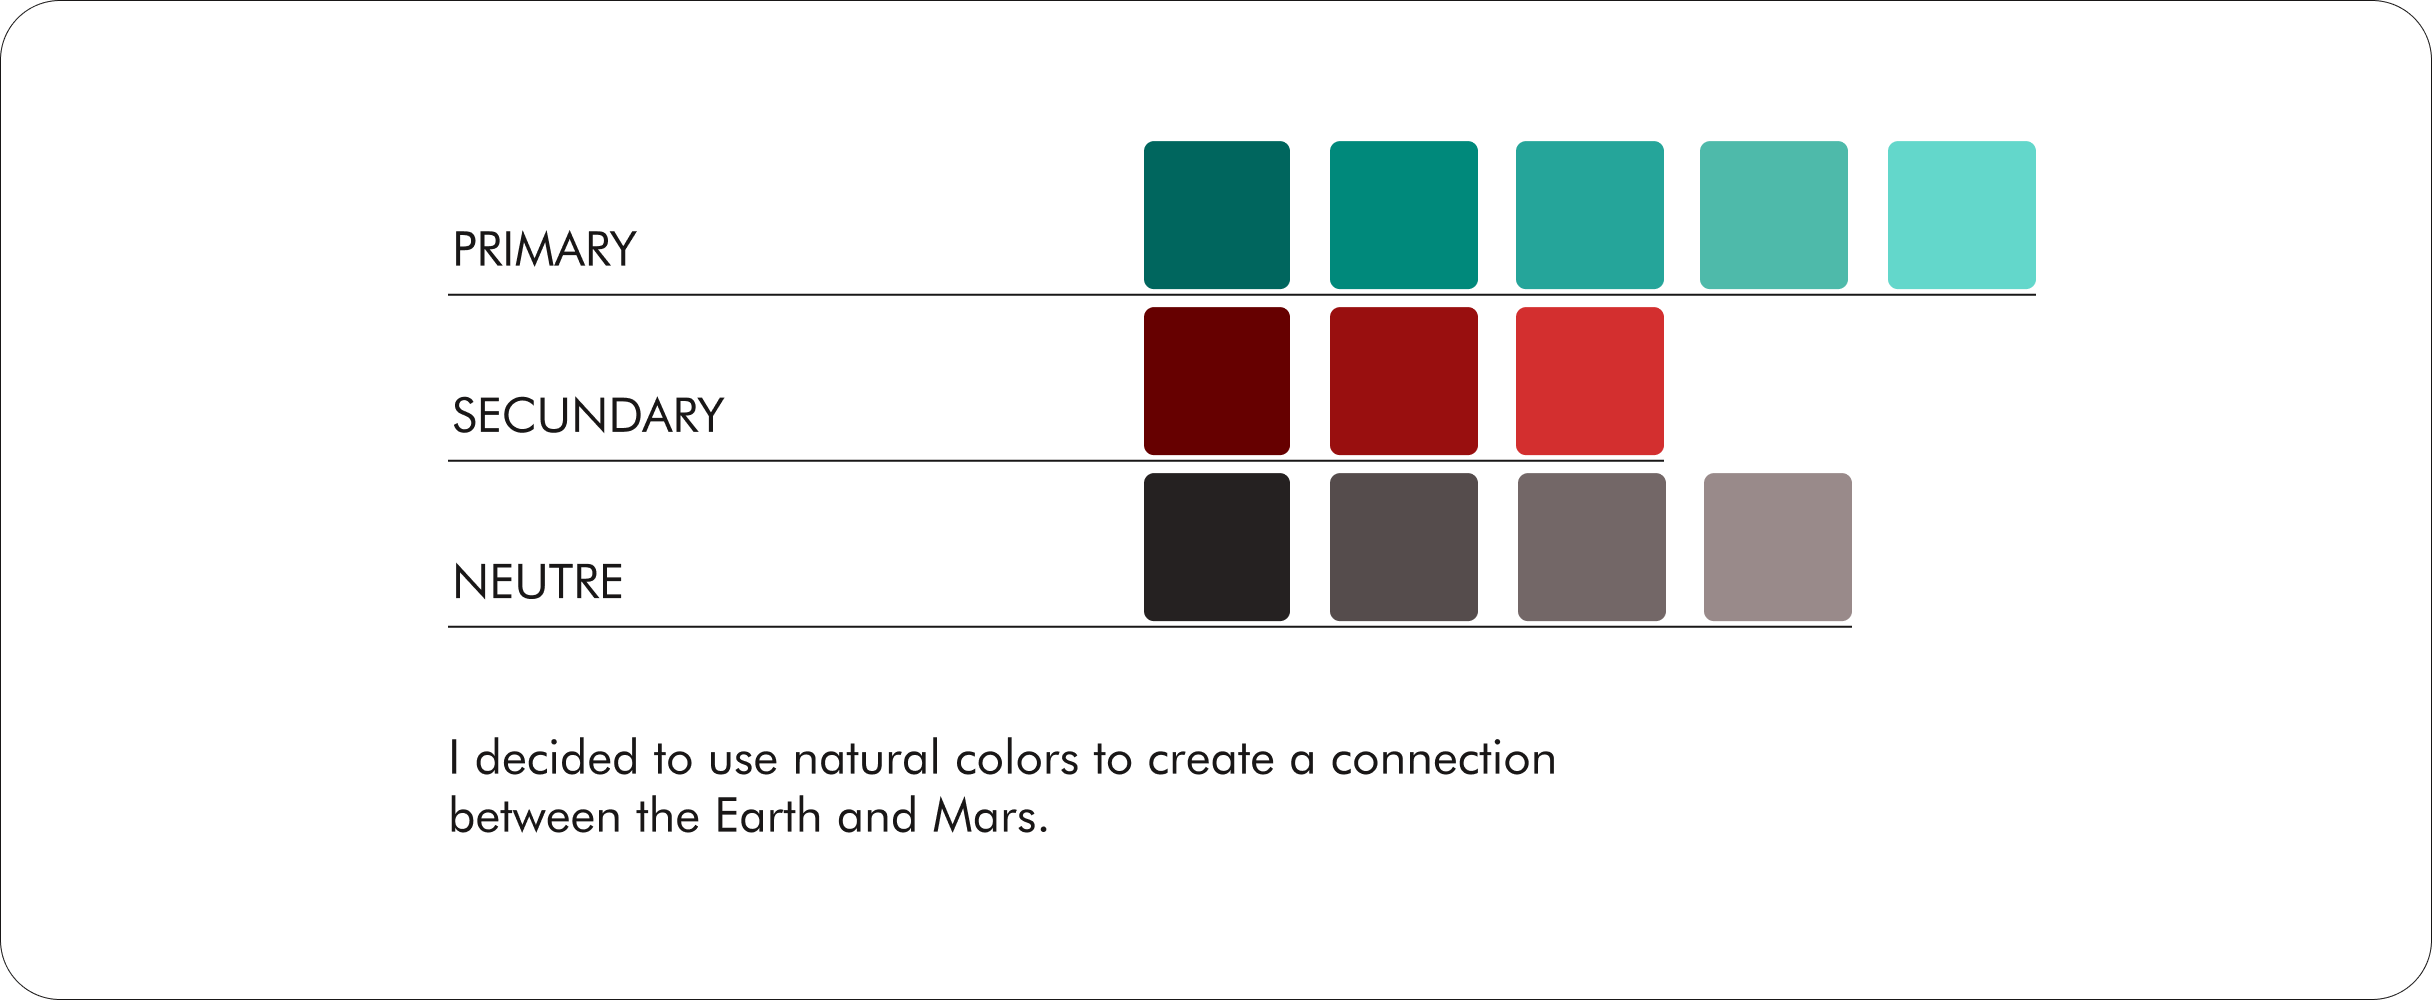 PRIMARY
SECUNDARY
NEUTRE
I decided to use natural colors to create a connection
between the Earth and Mars.